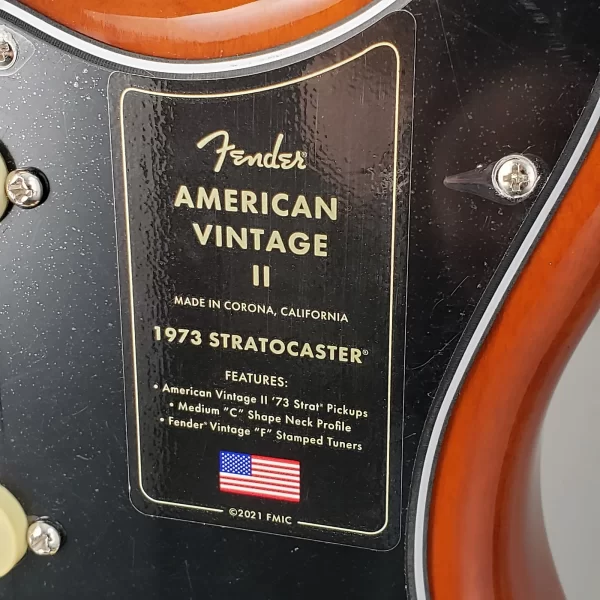 Fender®
AMERICAN
VINTAGE
II
MADE IN CORONA, CALIFORNIA
1973 STRATOCASTER®
FEATURES:
• American Vintage II ’73 Strat® Pickups
• Medium “C” Shape Neck Profile
• Fender® Vintage “F” Stamped Tuners
©2021 FMIC